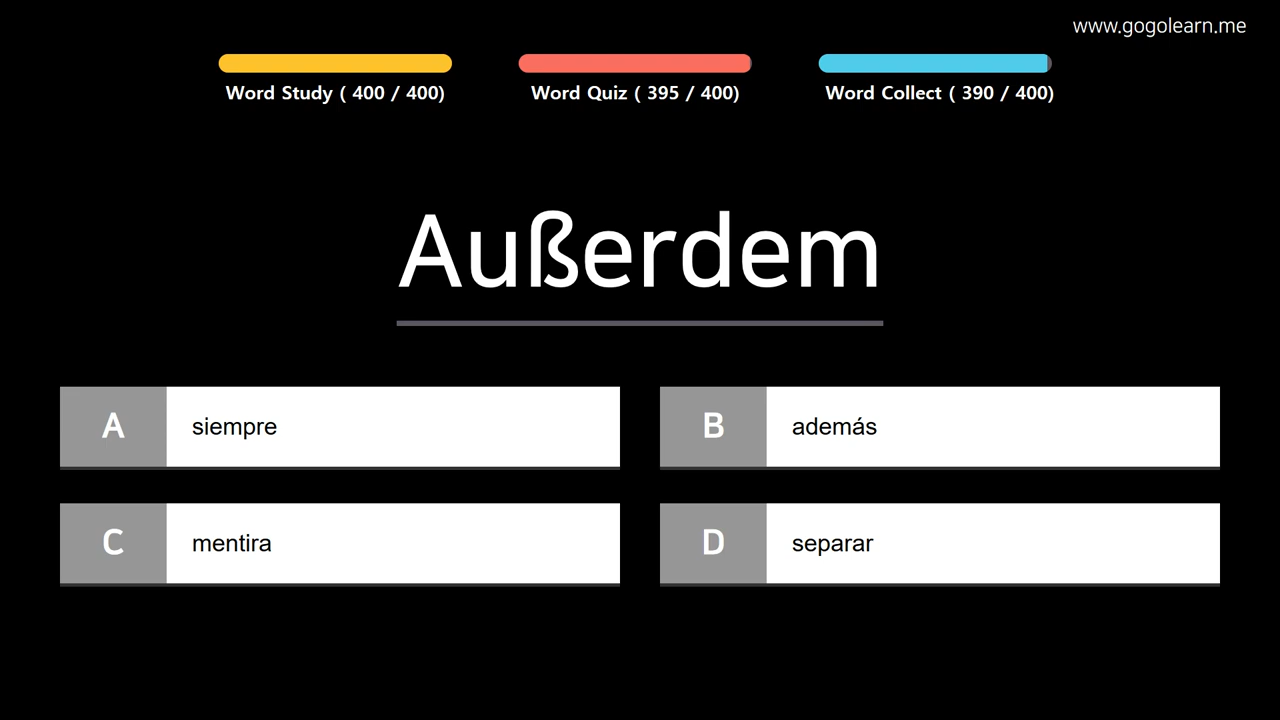 www.gogolearn.me
Word Study ( 400 / 400)
Word Quiz ( 395 / 400)
Word Collect ( 390 / 400)
Außerdem
A siempre
B además
C mentira
D separar